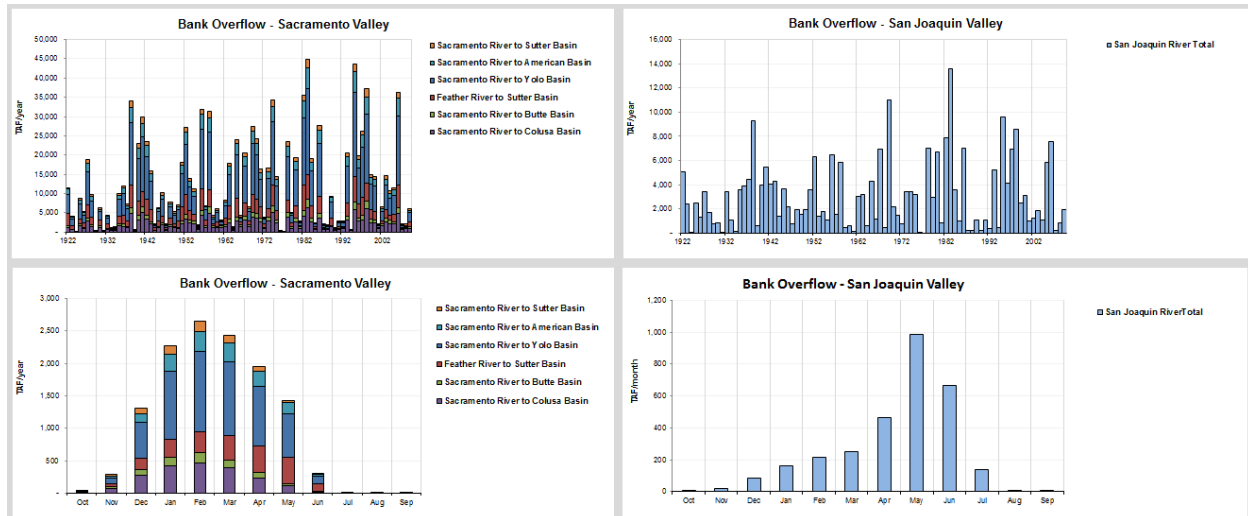 Bank Overflow - Sacramento Valley
TAF/year
50,000
45,000
40,000
35,000
30,000
25,000
20,000
15,000
10,000
5,000
-
1922 1932 1942 1952 1962 1972 1982 1992 2002
Sacramento River to Sutter Basin
Sacramento River to American Basin
Sacramento River to Yolo Basin
Feather River to Sutter Basin
Sacramento River to Butte Basin
Sacramento River to Colusa Basin
Bank Overflow - San Joaquin Valley
TAF/year
16,000
14,000
12,000
10,000
8,000
6,000
4,000
2,000
-
1922 1932 1942 1952 1962 1972 1982 1992 2002
San Joaquin River Total
Bank Overflow - Sacramento Valley
TAF/year
3,000
2,500
2,000
1,500
1,000
500
-
Oct Nov Dec Jan Feb Mar Apr May Jun Jul Aug Sep
Sacramento River to Sutter Basin
Sacramento River to American Basin
Sacramento River to Yolo Basin
Feather River to Sutter Basin
Sacramento River to Butte Basin
Sacramento River to Colusa Basin
Bank Overflow - San Joaquin Valley
TAF/month
1,200
1,000
800
600
400
200
0
Oct Nov Dec Jan Feb Mar Apr May Jun Jul Aug Sep
San Joaquin RiverTotal